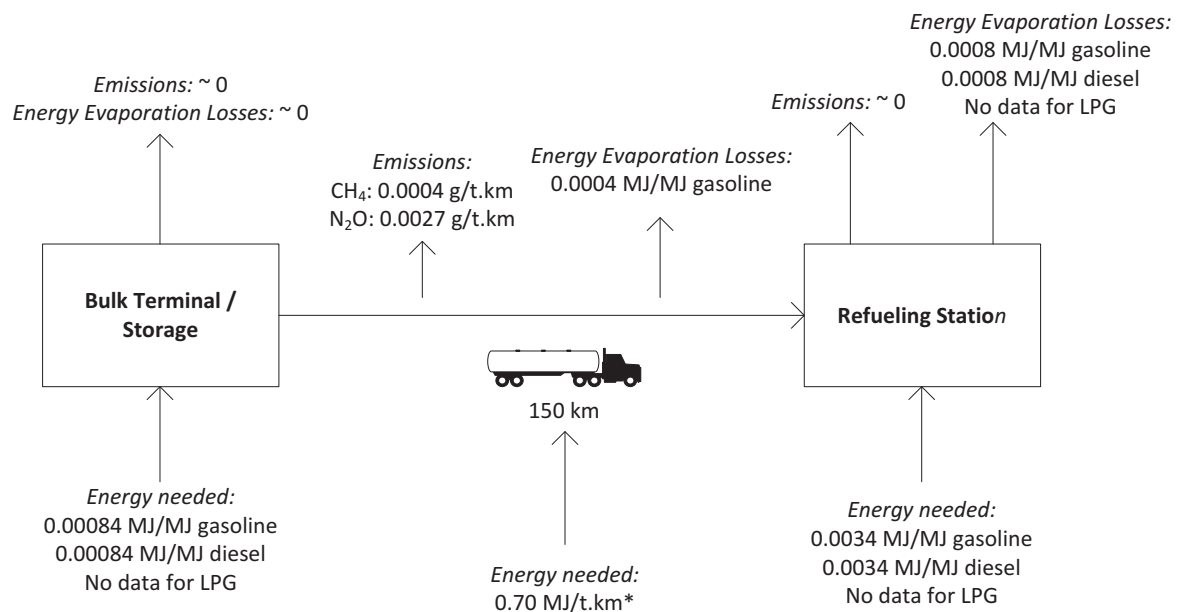 Energy Evaporation Losses:
0.0008 MJ/MJ gasoline
0.0008 MJ/MJ diesel
No data for LPG
Emissions: ~ 0
Energy Evaporation Losses: ~ 0
Emissions: ~ 0
Emissions:
CH₄: 0.0004 g/t.km
N₂O: 0.0027 g/t.km
Energy Evaporation Losses:
0.0004 MJ/MJ gasoline
Bulk Terminal /
Storage
Refueling Station
150 km
Energy needed:
0.00084 MJ/MJ gasoline
0.00084 MJ/MJ diesel
No data for LPG
Energy needed:
0.70 MJ/t.km*
Energy needed:
0.0034 MJ/MJ gasoline
0.0034 MJ/MJ diesel
No data for LPG